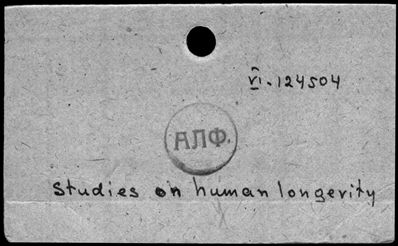 VI-124504
АЛФ.
Studies on human longerity